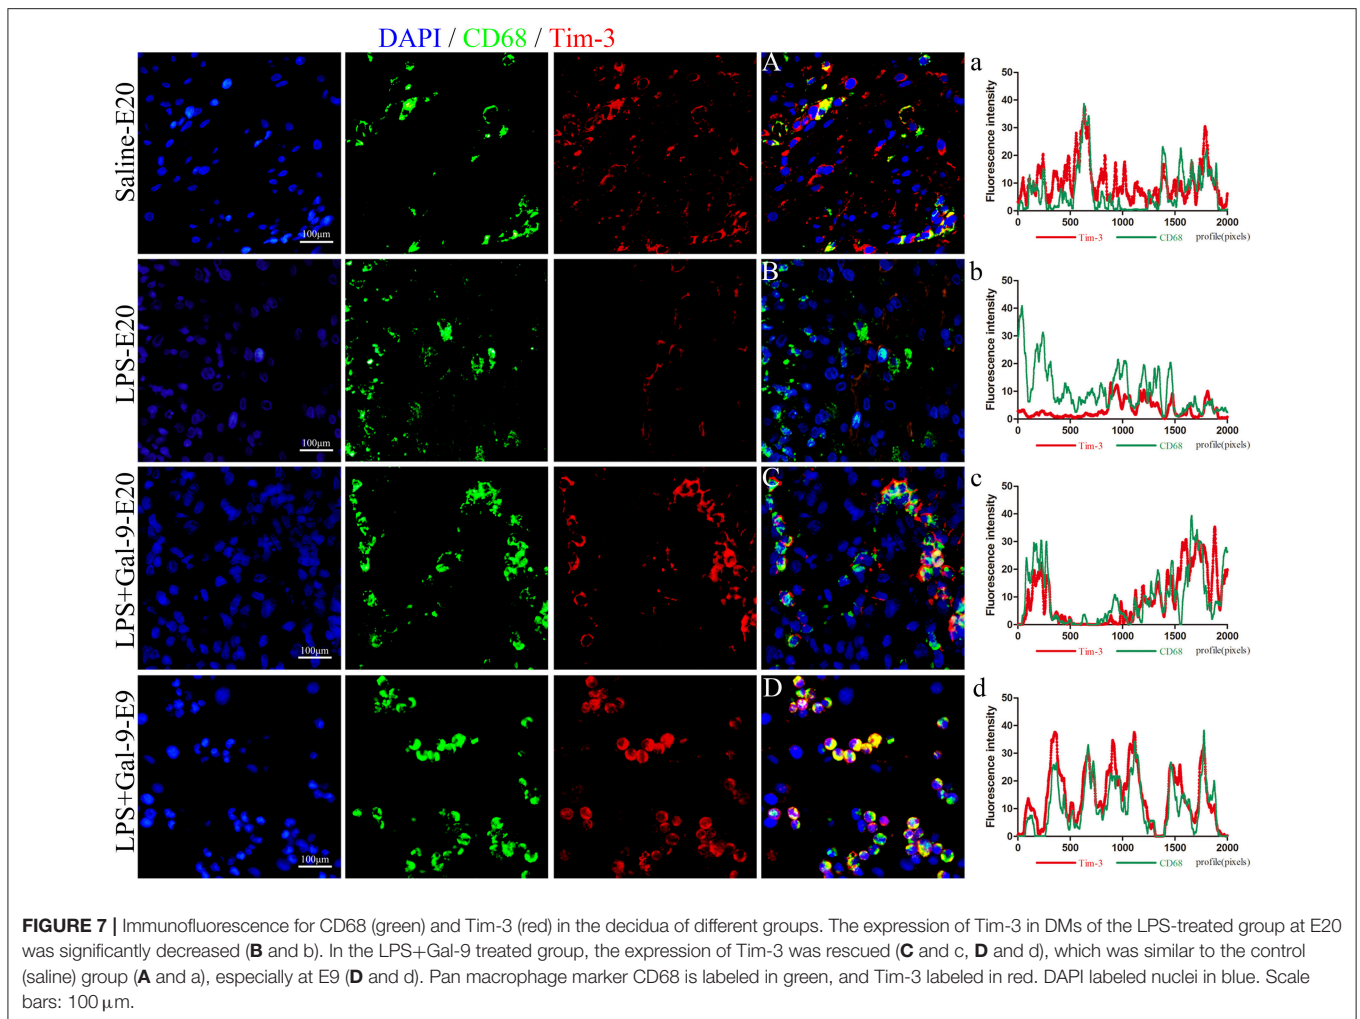 DAPI / CD68 / Tim-3
Saline-E20
100μm
A
a
Fluorescence intensity
50
40
30
20
10
0
0 500 1000 1500 2000
Tim-3 CD68 profile(pixels)
LPS-E20
100μm
B
b
Fluorescence intensity
50
40
30
20
10
0
0 500 1000 1500 2000
Tim-3 CD68 profile(pixels)
LPS+Gal-9-E20
100μm
C
c
Fluorescence intensity
50
40
30
20
10
0
0 500 1000 1500 2000
Tim-3 CD68 profile(pixels)
LPS+Gal-9-E9
100μm
D
d
Fluorescence intensity
50
40
30
20
10
0
0 500 1000 1500 2000
Tim-3 CD68 profile(pixels)
FIGURE 7 | Immunofluorescence for CD68 (green) and Tim-3 (red) in the decidua of different groups. The expression of Tim-3 in DMs of the LPS-treated group at E20
was significantly decreased (B and b). In the LPS+Gal-9 treated group, the expression of Tim-3 was rescued (C and c, D and d), which was similar to the control
(saline) group (A and a), especially at E9 (D and d). Pan macrophage marker CD68 is labeled in green, and Tim-3 labeled in red. DAPI labeled nuclei in blue. Scale
bars: 100 μm.